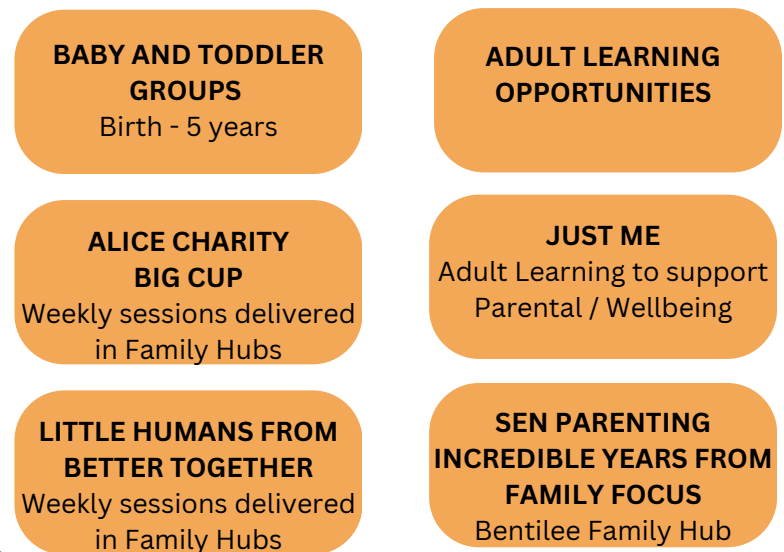 BABY AND TODDLER
GROUPS
Birth - 5 years
ADULT LEARNING
OPPORTUNITIES
ALICE CHARITY
BIG CUP
Weekly sessions delivered
in Family Hubs
JUST ME
Adult Learning to support
Parental / Wellbeing
LITTLE HUMANS FROM
BETTER TOGETHER
Weekly sessions delivered
in Family Hubs
SEN PARENTING
INCREDIBLE YEARS FROM
FAMILY FOCUS
Bentilee Family Hub